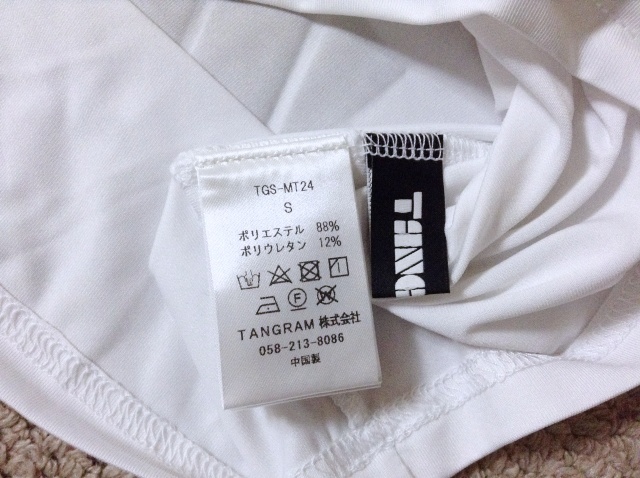 TGS-MT24
S
ポリエステル 88%
ポリウレタン 12%
TANGRAM 株式会社
058-213-8086
中国製